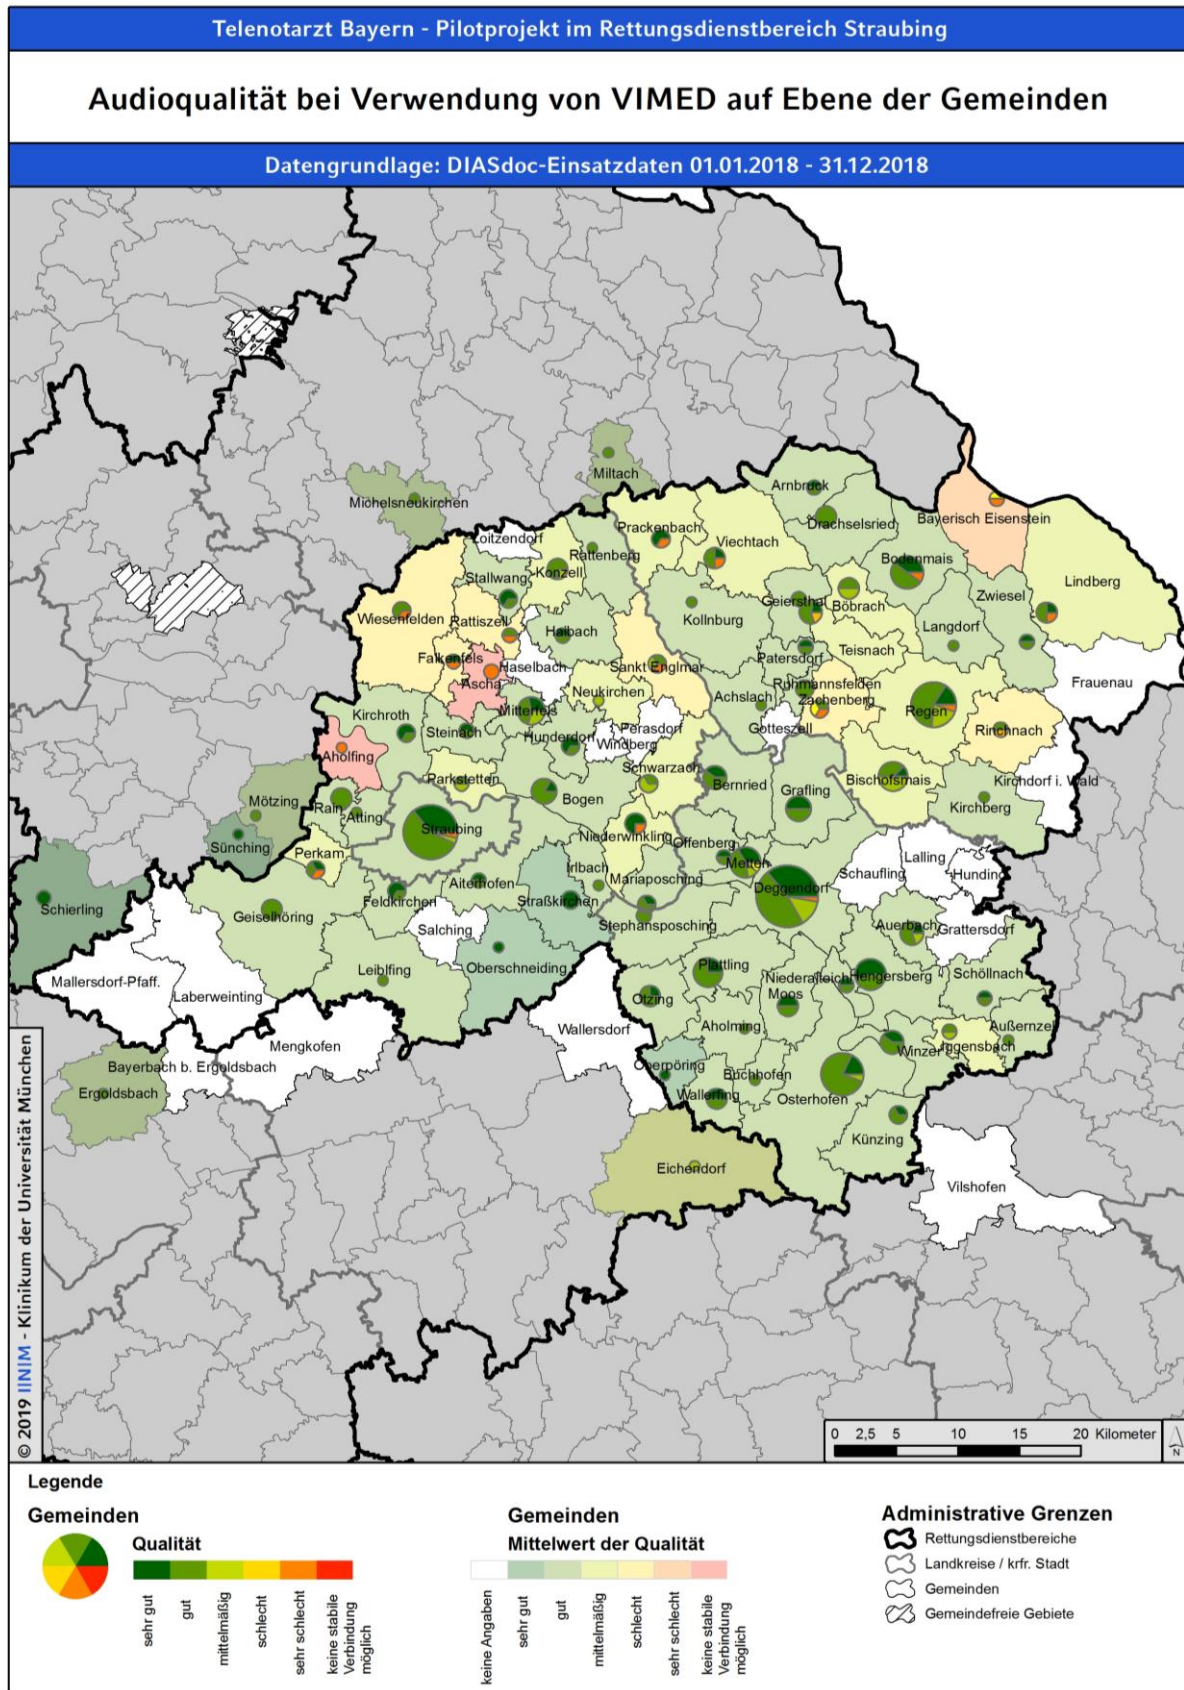 Telenotarzt Bayern - Pilotprojekt im Rettungsdienstbereich Straubing
Audioqualität bei Verwendung von VIMED auf Ebene der Gemeinden
Datengrundlage: DIASdoc-Einsatzdaten 01.01.2018 - 31.12.2018
Miltach
Michelsneukirchen
Arnbruck
Drachselsried
Bayerisch Eisenstein
Loitzendorf
Prackenbach
Viechtach
Rattenberg
Konzell
Stallwang
Bodenmais
Lindberg
Zwiesel
Wiesenfelden
Rattiszell
Kollnburg
Geiersthal
Böbrach
Langdorf
Haibach
Teisnach
Patersdorf
Falkenfels
Haselbach
Sankt Englmar
Ascha
Frauenau
Neukirchen
Achslach
Ruhmannsfelden
Zachenberg
Regen
Kirchroth
Mitterfels
Steinach
Perasdorf
Gotteszell
Rinchnach
Hunderdorf
Windberg
Aholfing
Schwarzach
Parkstetten
Bernried
Grafling
Bischofsmais
Kirchdorf i. Wald
Kirchberg
Mötzing
Rain
Atting
Bogen
Straubing
Niederwinkling
Offenberg
Sünching
Perkam
Metten
Schaufling
Lalling
Hunding
Irlbach
Mariaposching
Deggendorf
Aiterhofen
Feldkirchen
Straßkirchen
Schierling
Geiselhöring
Salching
Stephansposching
Auerbach
Grattersdorf
Oberschneiding
Leiblfing
Plattling
Niederalteich
Hengersberg
Schöllnach
Mallersdorf-Pfaff.
Laberweinting
Otzing
Moos
Mengkofen
Wallersdorf
Aholming
Außernzell
Winzer
Iggensbach
Bayerbach b. Ergoldsbach
Ergoldsbach
Oberpöring
Buchhofen
Wallerfing
Osterhofen
Künzing
Eichendorf
Vilshofen
© 2019 IINIM - Klinikum der Universität München
0 2,5 5 10 15 20 Kilometer
N
Legende
Gemeinden
Qualität
sehr gut
gut
mittelmäßig
schlecht
sehr schlecht
keine stabile
Verbindung
möglich
Gemeinden
Mittelwert der Qualität
keine Angaben
sehr gut
gut
mittelmäßig
schlecht
sehr schlecht
keine stabile
Verbindung
möglich
Administrative Grenzen
Rettungsdienstbereiche
Landkreise / krfr. Stadt
Gemeinden
Gemeindefreie Gebiete